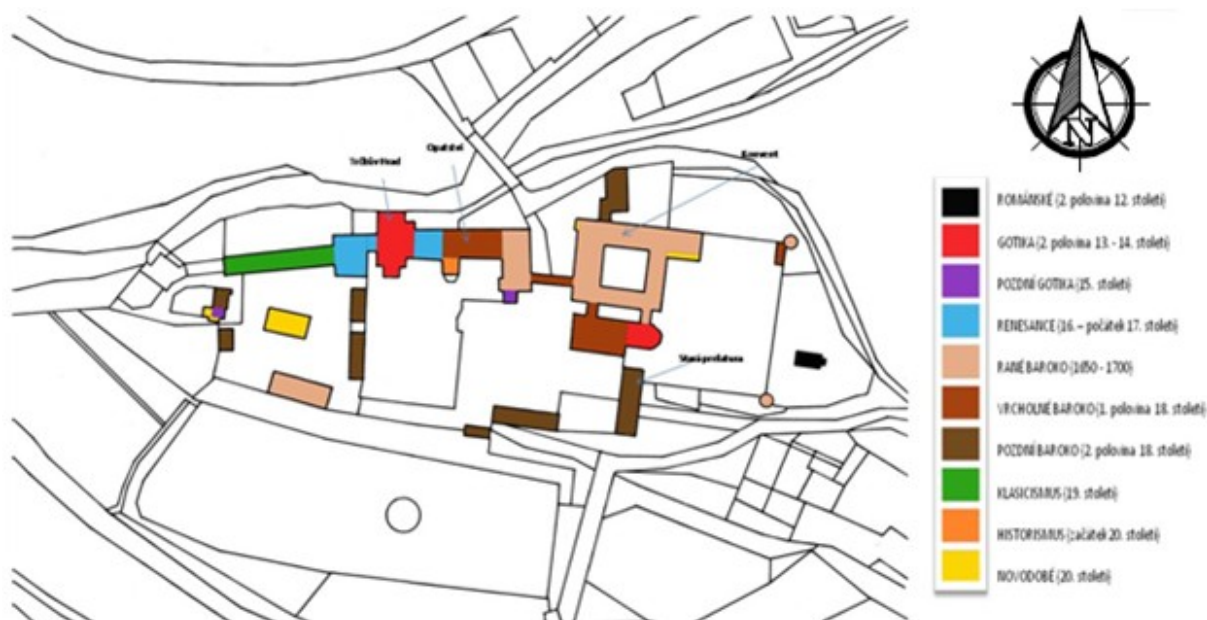 Opatství
Konvent
Stará prelatura
N
ROMÁNSKÉ (2. polovina 12. století)
GOTIKA (2. polovina 13. - 14. století)
POZDNÍ GOTIKA (15. století)
RENESANCE (16. – počátek 17. století)
RANÉ BAROKO (1650 - 1700)
VRCHOLNÉ BAROKO (1. polovina 18. století)
POZDNÍ BAROKO (2. polovina 18. století)
KLASICISMUS (19. století)
HISTORISMUS (začátek 20. století)
NOVODOBÉ (20. století)